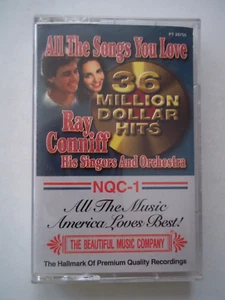 All The Songs You Love
36
MILLION
DOLLAR
HITS
Ray
Conniff
His Singers And Orchestra
NQC-1
All The Music
America Loves Best!
THE BEAUTIFUL MUSIC COMPANY
The Hallmark Of Premium Quality Recordings